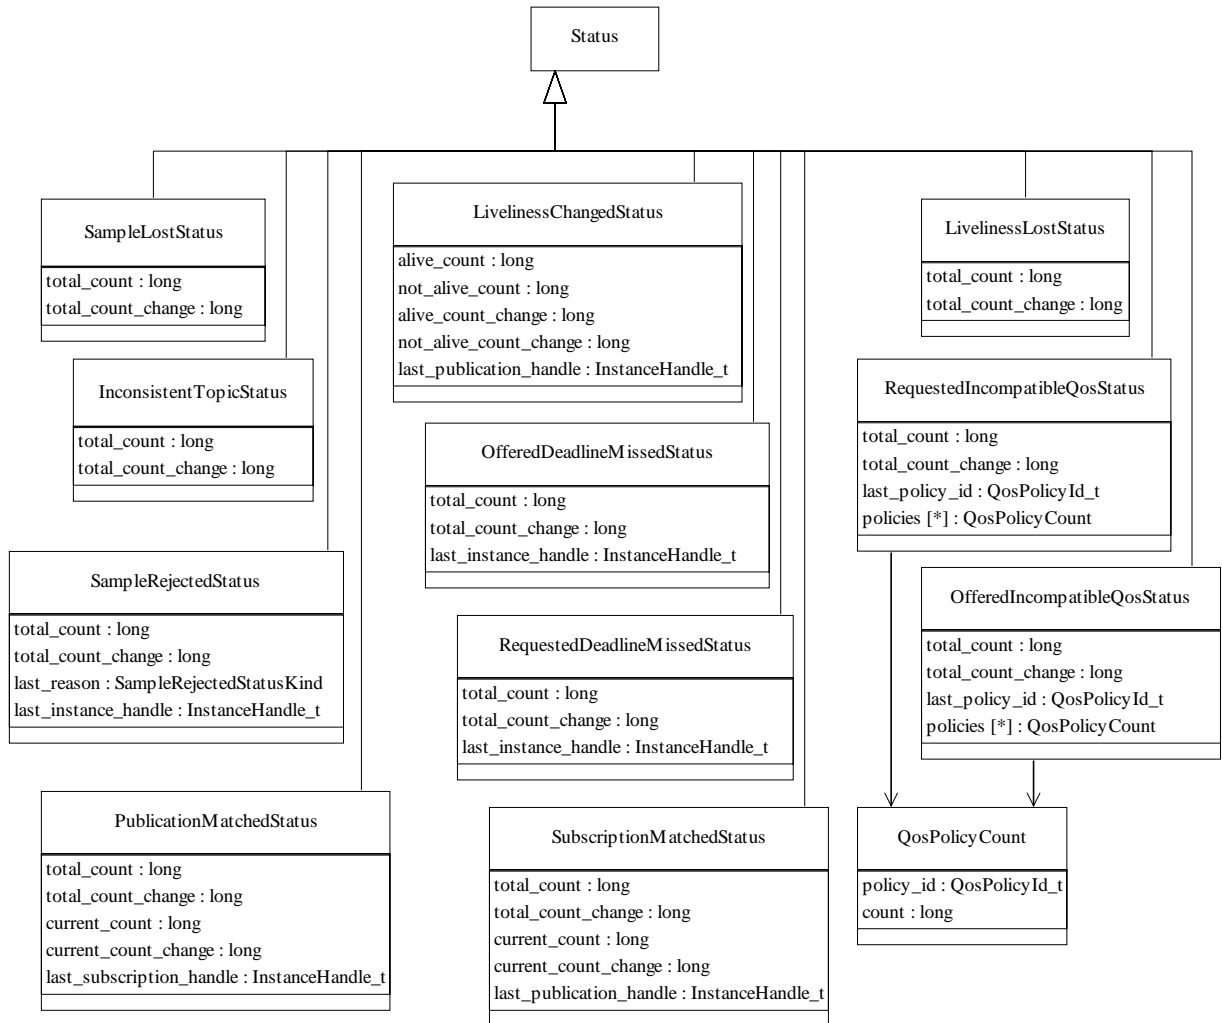 Status
SampleLostStatus
total_count : long
total_count_change : long
InconsistentTopicStatus
total_count : long
total_count_change : long
SampleRejectedStatus
total_count : long
total_count_change : long
last_reason : SampleRejectedStatusKind
last_instance_handle : InstanceHandle_t
PublicationMatchedStatus
total_count : long
total_count_change : long
current_count : long
current_count_change : long
last_subscription_handle : InstanceHandle_t
LivelinessChangedStatus
alive_count : long
not_alive_count : long
alive_count_change : long
not_alive_count_change : long
last_publication_handle : InstanceHandle_t
OfferedDeadlineMissedStatus
total_count : long
total_count_change : long
last_instance_handle : InstanceHandle_t
RequestedDeadlineMissedStatus
total_count : long
total_count_change : long
last_instance_handle : InstanceHandle_t
SubscriptionMatchedStatus
total_count : long
total_count_change : long
current_count : long
current_count_change : long
last_publication_handle : InstanceHandle_t
LivelinessLostStatus
total_count : long
total_count_change : long
RequestedIncompatibleQosStatus
total_count : long
total_count_change : long
last_policy_id : QosPolicyId_t
policies [*] : QosPolicyCount
OfferedIncompatibleQosStatus
total_count : long
total_count_change : long
last_policy_id : QosPolicyId_t
policies [*] : QosPolicyCount
QosPolicyCount
policy_id : QosPolicyId_t
count : long